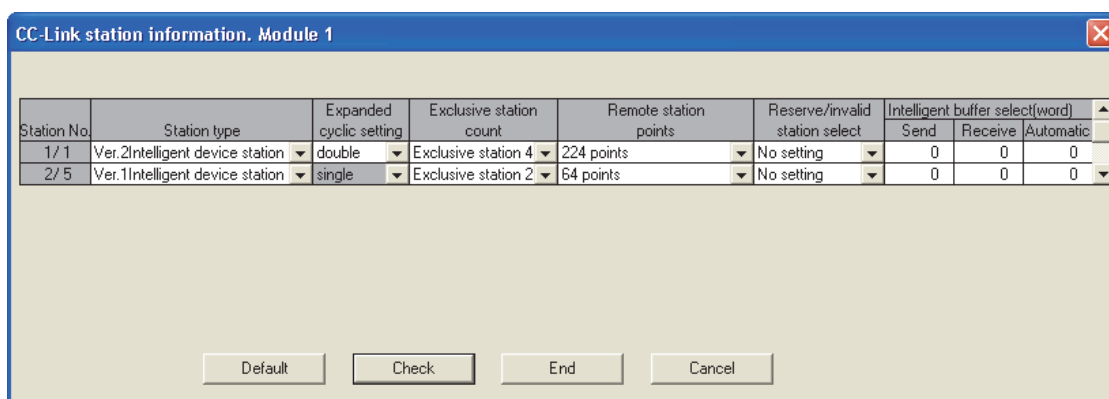 CC-Link station information. Module 1
Expanded Exclusive station Remote station Reserve/invalid Intelligent buffer select(word)
Station No. Station type cyclic setting count points station select Send Receive Automatic
1/ 1 Ver.2Intelligent device station double Exclusive station 4 224 points No setting 0 0 0
2/ 5 Ver.1Intelligent device station single Exclusive station 2 64 points No setting 0 0 0
Default Check End Cancel